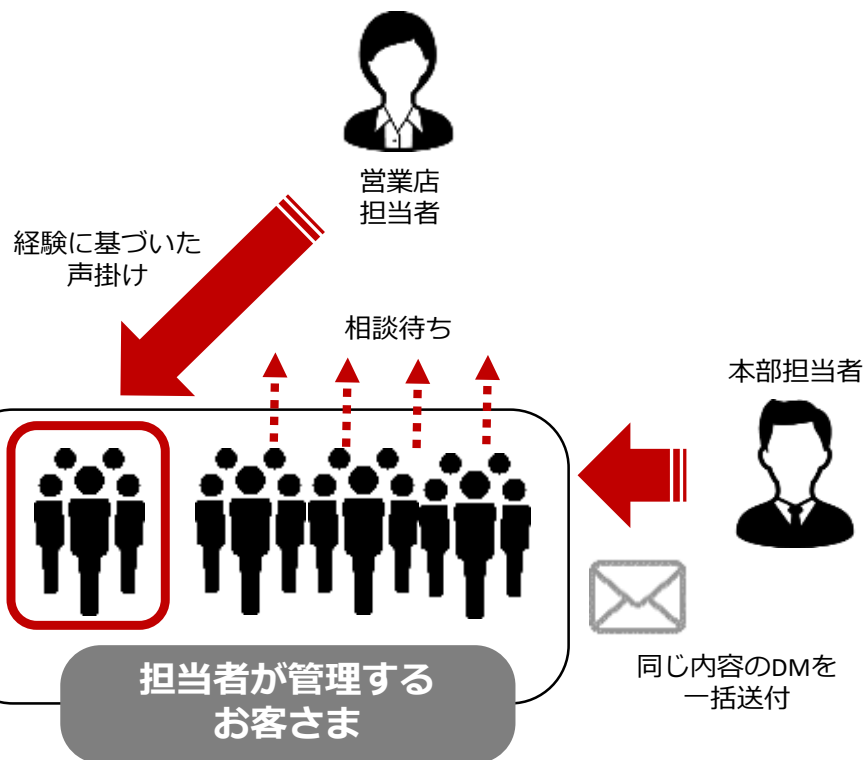 営業店
担当者
経験に基づいた
声掛け
相談待ち
本部担当者
同じ内容のDMを
一括送付
担当者が管理する
お客さま